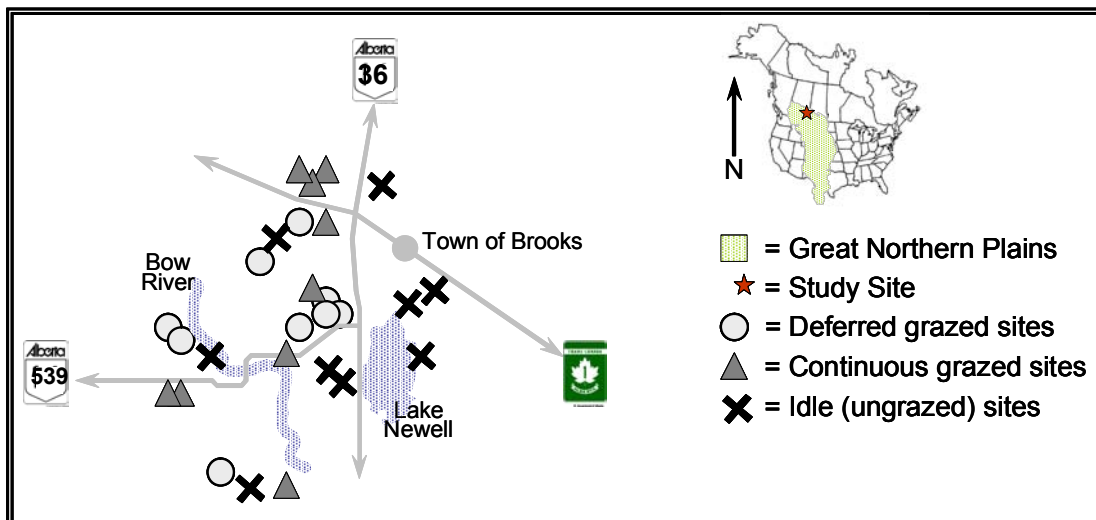 Alberta
36
N
Town of Brooks
Bow
River
Alberta
539
Lake
Newell
1
= Great Northern Plains
= Study Site
= Deferred grazed sites
= Continuous grazed sites
= Idle (ungrazed) sites